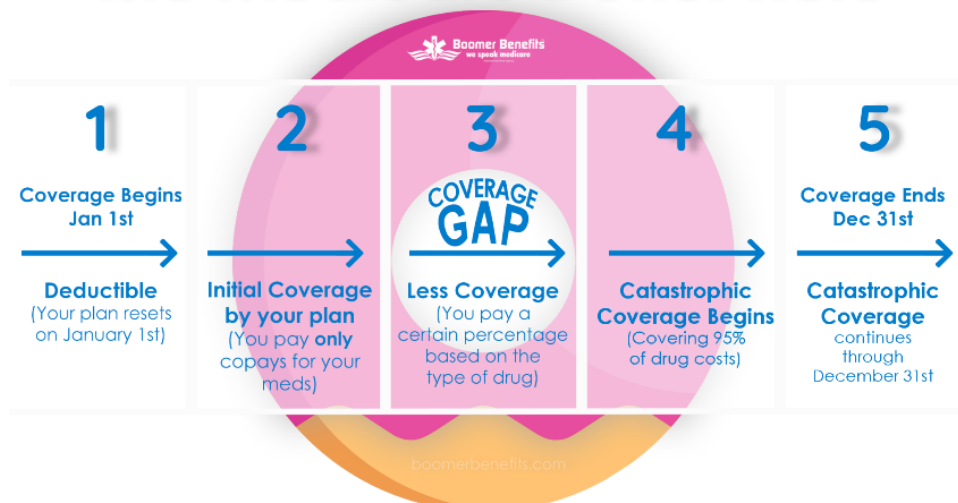 Boomer Benefits
we speak medicare
1
Coverage Begins
Jan 1st
Deductible
(Your plan resets
on January 1st)
2
Initial Coverage
by your plan
(You pay only
copays for your
meds)
3
COVERAGE
GAP
Less Coverage
(You pay a
certain percentage
based on the
type of drug)
4
Catastrophic
Coverage Begins
(Covering 95%
of drug costs)
5
Coverage Ends
Dec 31st
Catastrophic
Coverage
continues
through
December 31st
boomerbenefits.com